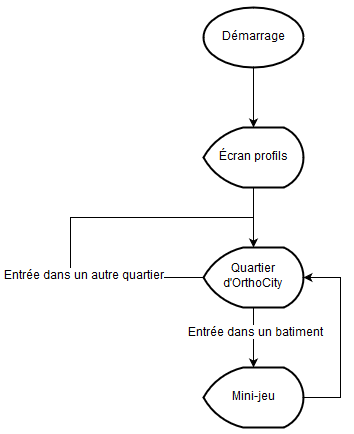 Démarrage
Écran profils
Quartier
d'OrthoCity
Entrée dans un autre quartier
Entrée dans un batiment
Mini-jeu